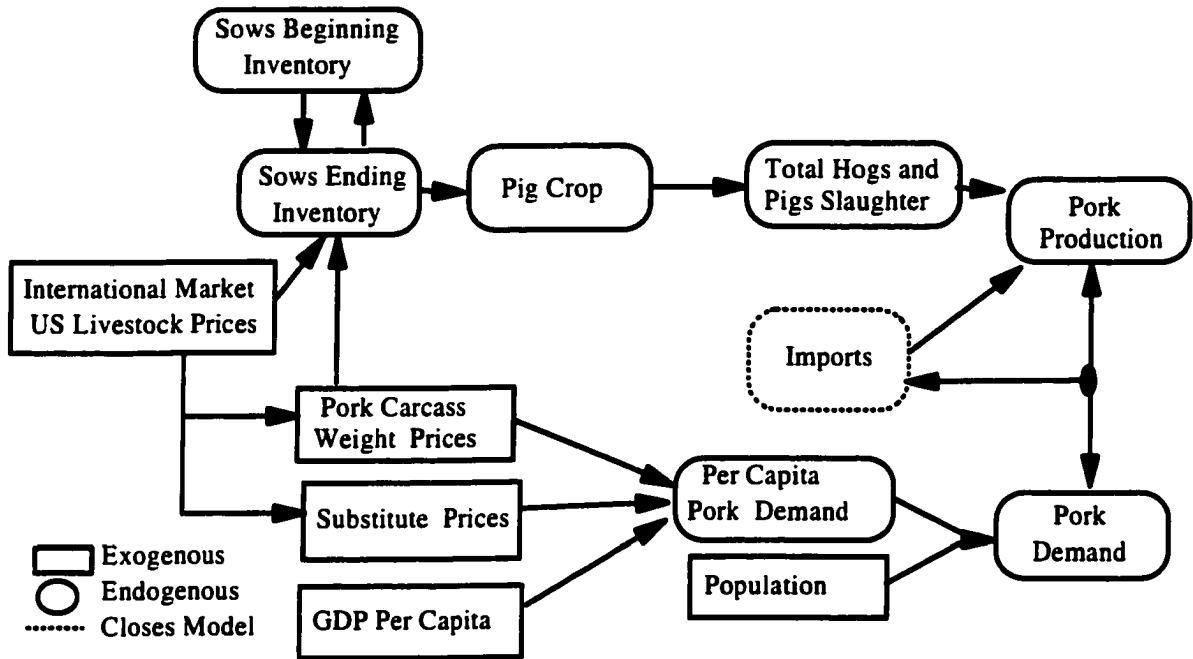 Sows Beginning
Inventory
Sows Ending
Inventory
Pig Crop
Total Hogs and
Pigs Slaughter
Pork
Production
International Market
US Livestock Prices
Imports
Pork Carcass
Weight Prices
Per Capita
Pork Demand
Substitute Prices
Pork
Demand
Population
GDP Per Capita
Exogenous
Endogenous
Closes Model